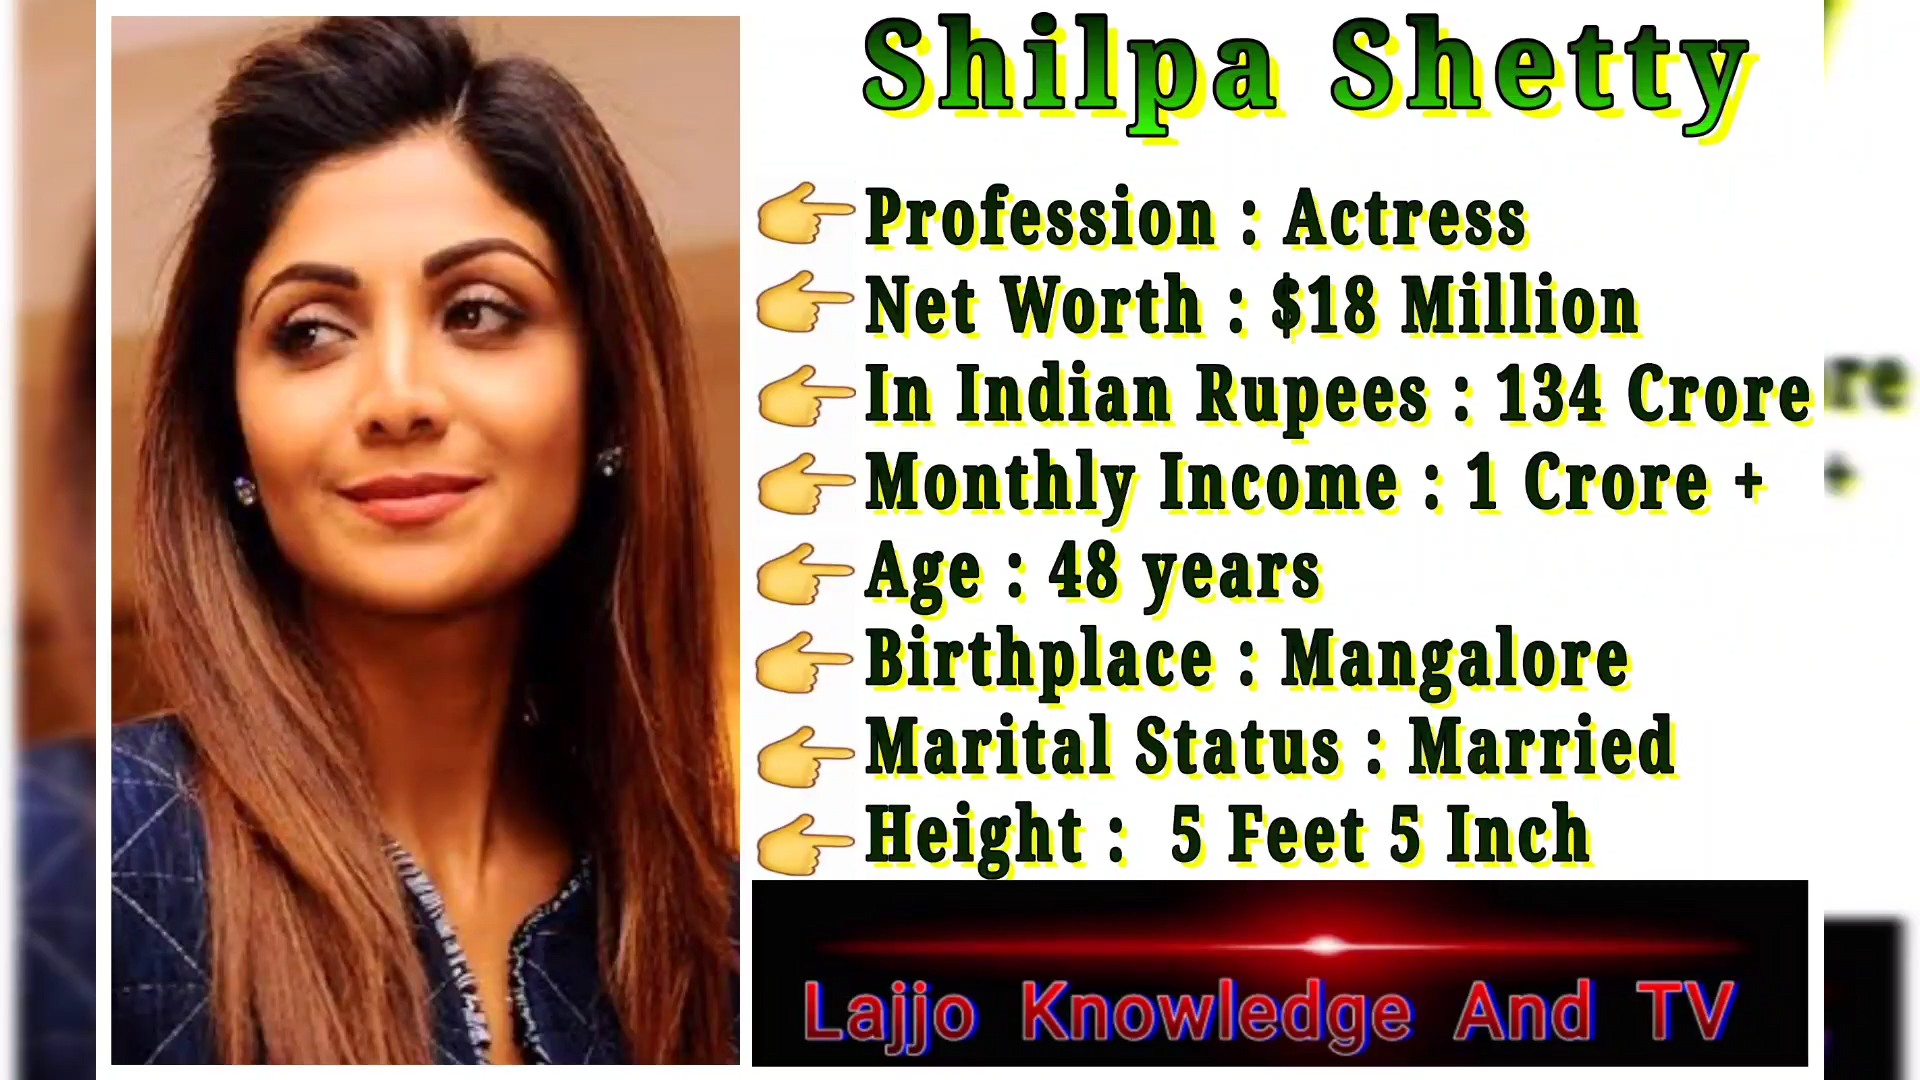 Shilpa Shetty
Profession : Actress
Net Worth : $18 Million
In Indian Rupees : 134 Crore
Monthly Income : 1 Crore +
Age : 48 years
Birthplace : Mangalore
Marital Status : Married
Height : 5 Feet 5 Inch
Lajjo Knowledge And TV